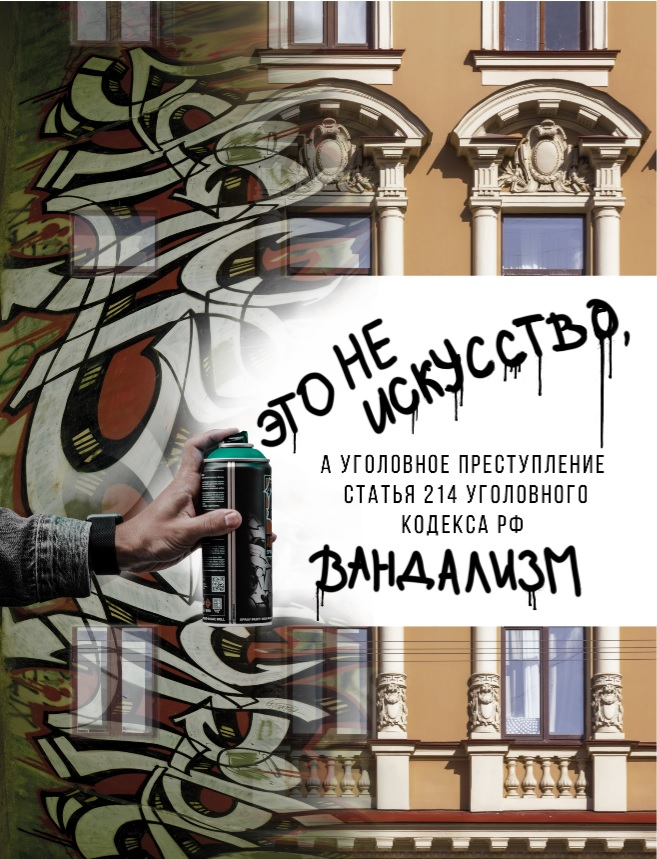 ЭТО НЕ
ИСКУССТВО,
А УГОЛОВНОЕ ПРЕСТУПЛЕНИЕ
СТАТЬЯ 214 УГОЛОВНОГО
КОДЕКСА РФ
ВАНДАЛИЗМ